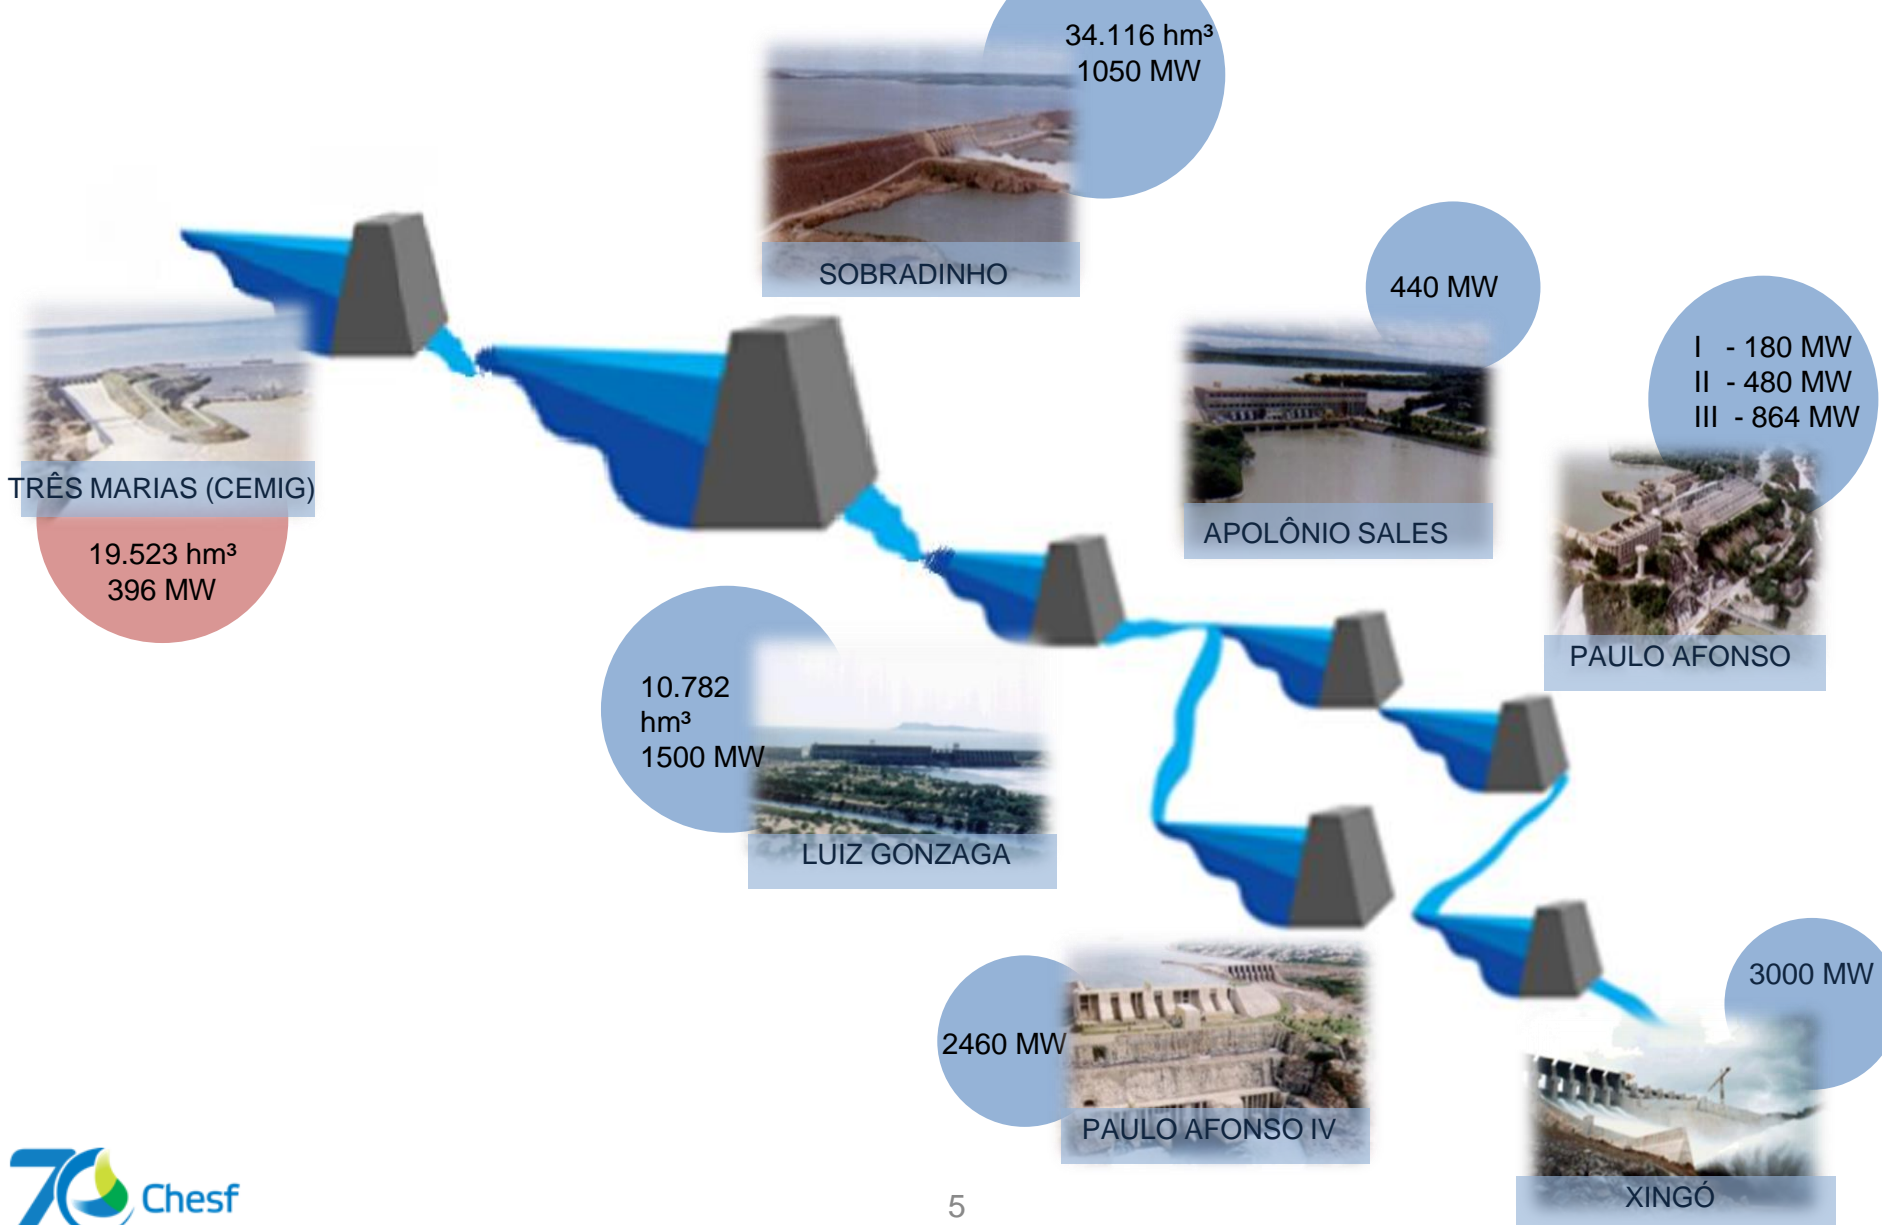 34.116 hm³
1050 MW
SOBRADINHO
440 MW
APOLÔNIO SALES
I - 180 MW
II - 480 MW
III - 864 MW
PAULO AFONSO
TRÊS MARIAS (CEMIG)
19.523 hm³
396 MW
10.782
hm³
1500 MW
LUIZ GONZAGA
2460 MW
PAULO AFONSO IV
3000 MW
XINGÓ
70 Chesf
5